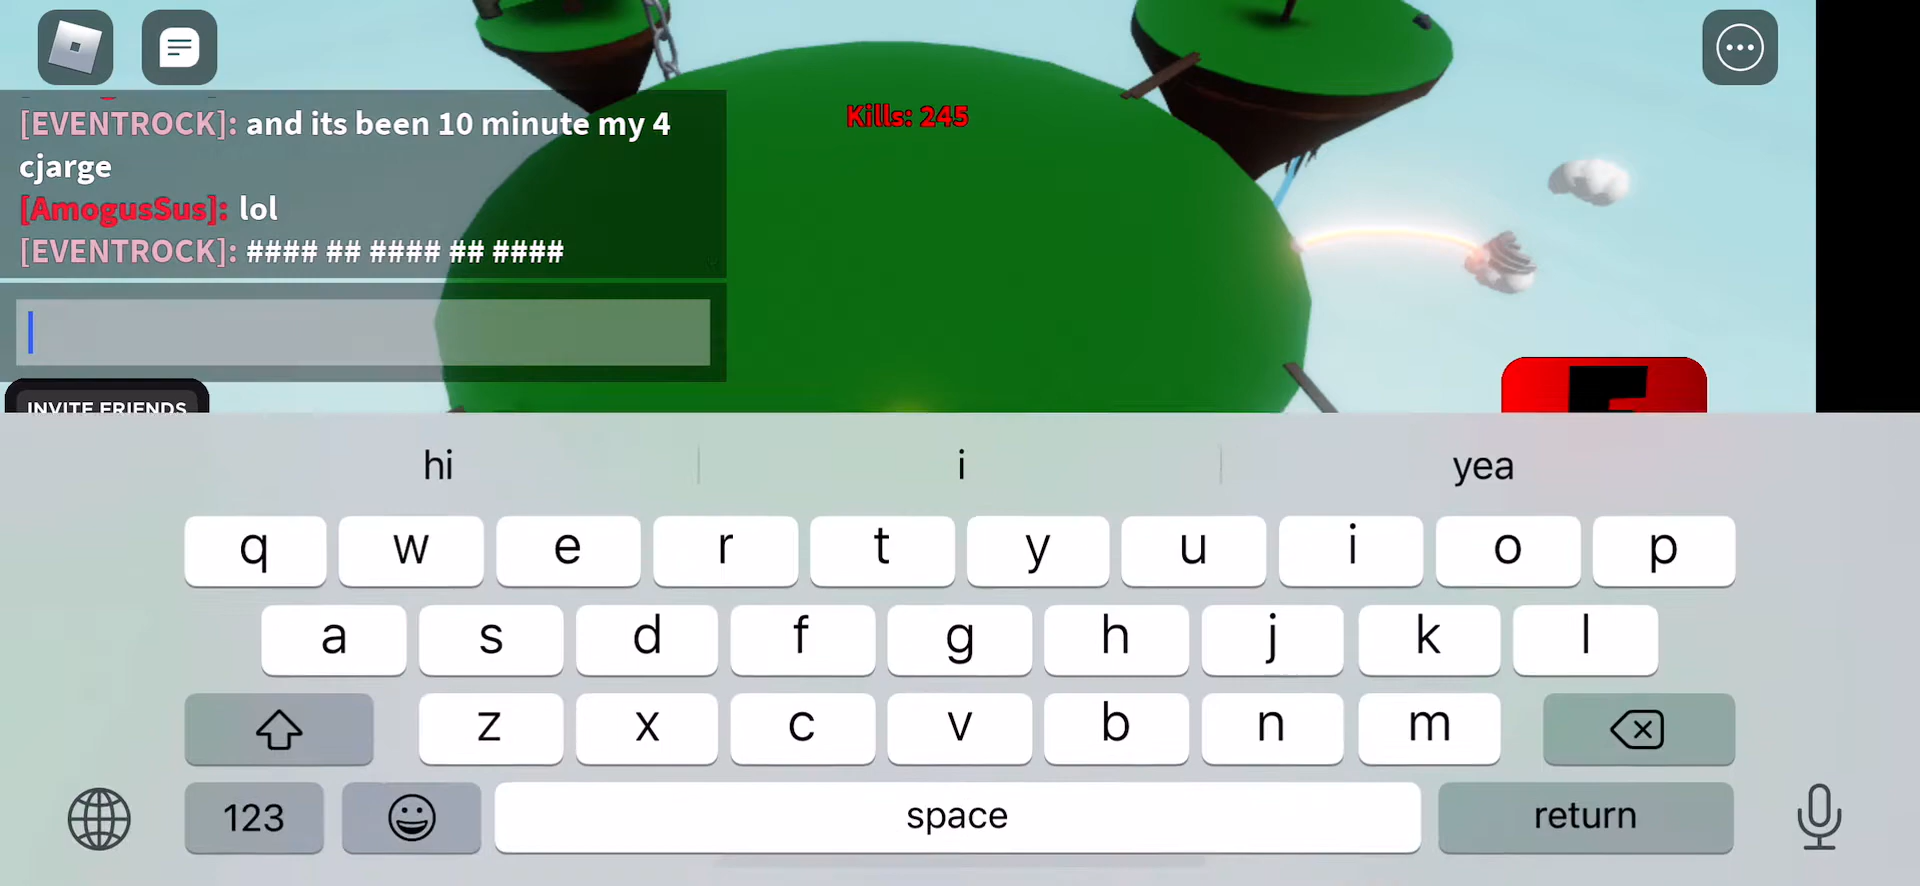 [EVENTROCK]: and its been 10 minute my 4
cjarge
[AmogusSus]: lol
[EVENTROCK]: #### ## #### ## ####
Kills: 245
INVITE FRIENDS
hi i yea
q w e r t y u i o p
a s d f g h j k l
z x c v b n m
123 space return